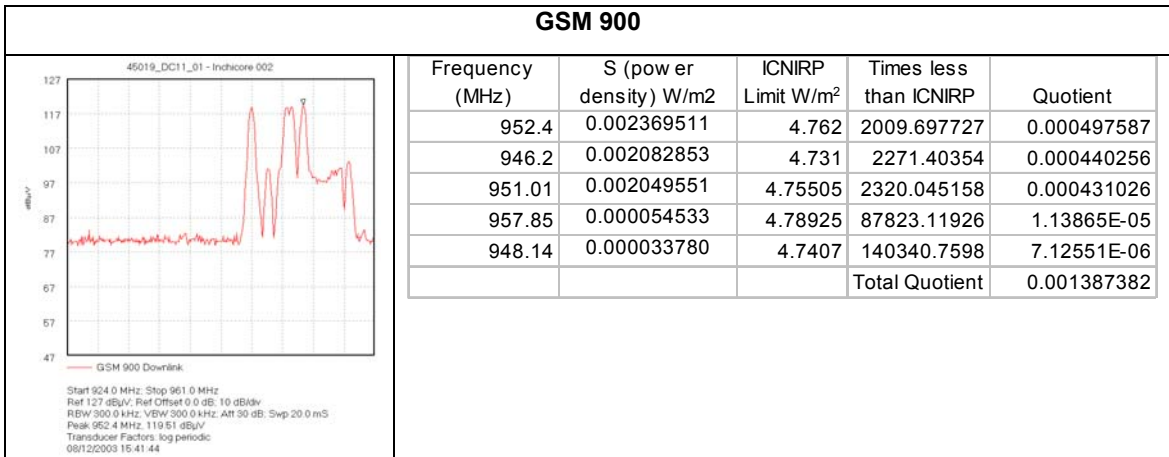 GSM 900
45019_DC11_01 - Inchicore 002
127
117
107
97
87
77
67
57
47
dBµV
GSM 900 Downlink
Start 924.0 MHz; Stop 961.0 MHz
Ref 127 dBµV; Ref Offset 0.0 dB; 10 dB/div
RBW 300.0 kHz; VBW 300.0 kHz; Att 30 dB; Swp 20.0 mS
Peak 952.4 MHz, 119.51 dBµV
Transducer Factors: log periodic
08/12/2003 15:41:44
Frequency (MHz) S (pow er density) W/m2 ICNIRP Limit W/m² Times less than ICNIRP Quotient
952.4 0.002369511 4.762 2009.697727 0.000497587
946.2 0.002082853 4.731 2271.40354 0.000440256
951.01 0.002049551 4.75505 2320.045158 0.000431026
957.85 0.000054533 4.78925 87823.11926 1.13865E-05
948.14 0.000033780 4.7407 140340.7598 7.12551E-06
Total Quotient 0.001387382